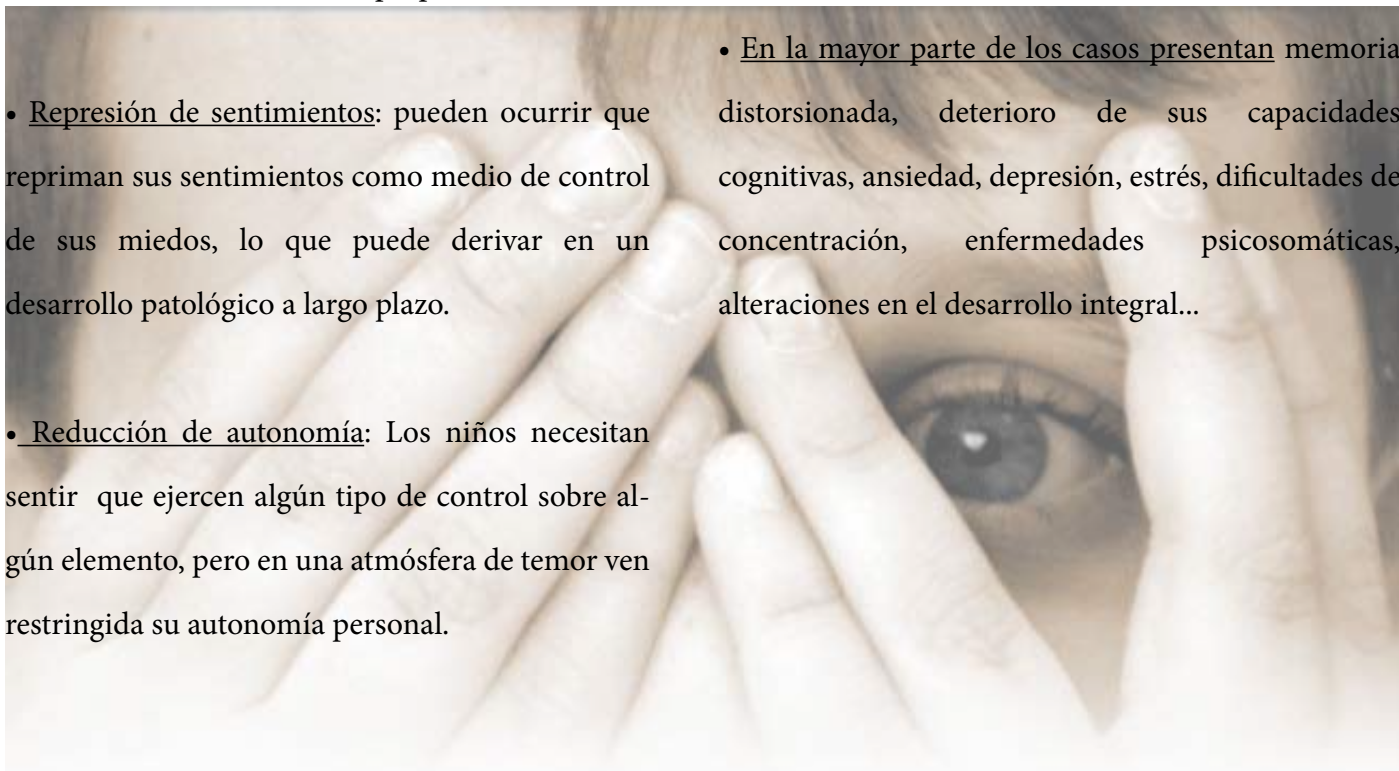 • Represión de sentimientos: pueden ocurrir que
repriman sus sentimientos como medio de control
de sus miedos, lo que puede derivar en un
desarrollo patológico a largo plazo.
• Reducción de autonomía: Los niños necesitan
sentir que ejercen algún tipo de control sobre al-
gún elemento, pero en una atmósfera de temor ven
restringida su autonomía personal.
• En la mayor parte de los casos presentan memoria
distorsionada, deterioro de sus capacidades
cognitivas, ansiedad, depresión, estrés, dificultades de
concentración, enfermedades psicosomáticas,
alteraciones en el desarrollo integral...